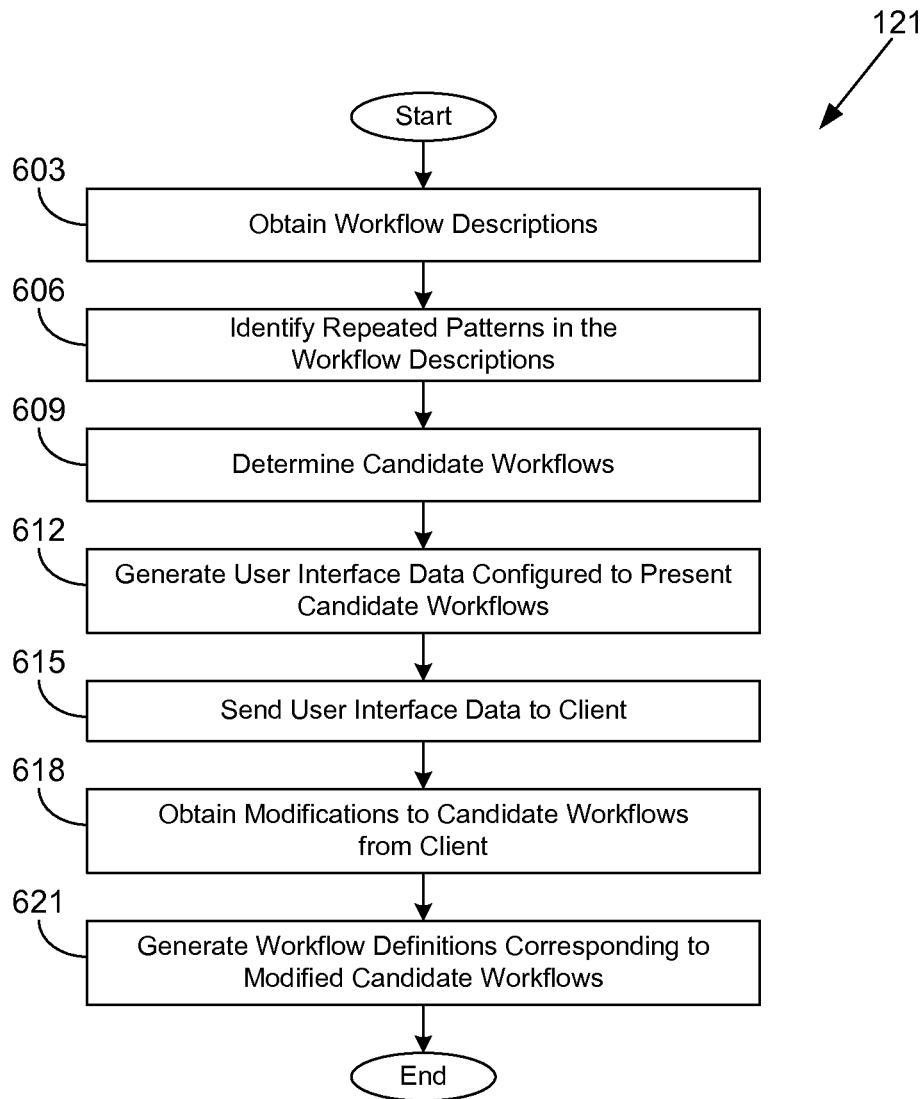 121
Start
603
Obtain Workflow Descriptions
606
Identify Repeated Patterns in the
Workflow Descriptions
609
Determine Candidate Workflows
612
Generate User Interface Data Configured to Present
Candidate Workflows
615
Send User Interface Data to Client
618
Obtain Modifications to Candidate Workflows
from Client
621
Generate Workflow Definitions Corresponding to
Modified Candidate Workflows
End